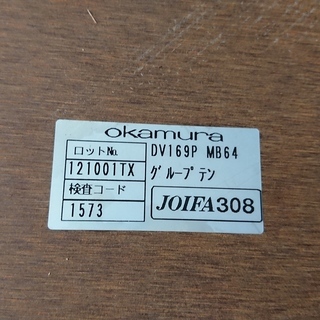 okamura
ロットNo.
DV169P MB64
121001TX
グループテン
検査コード
1573
JOIFA308